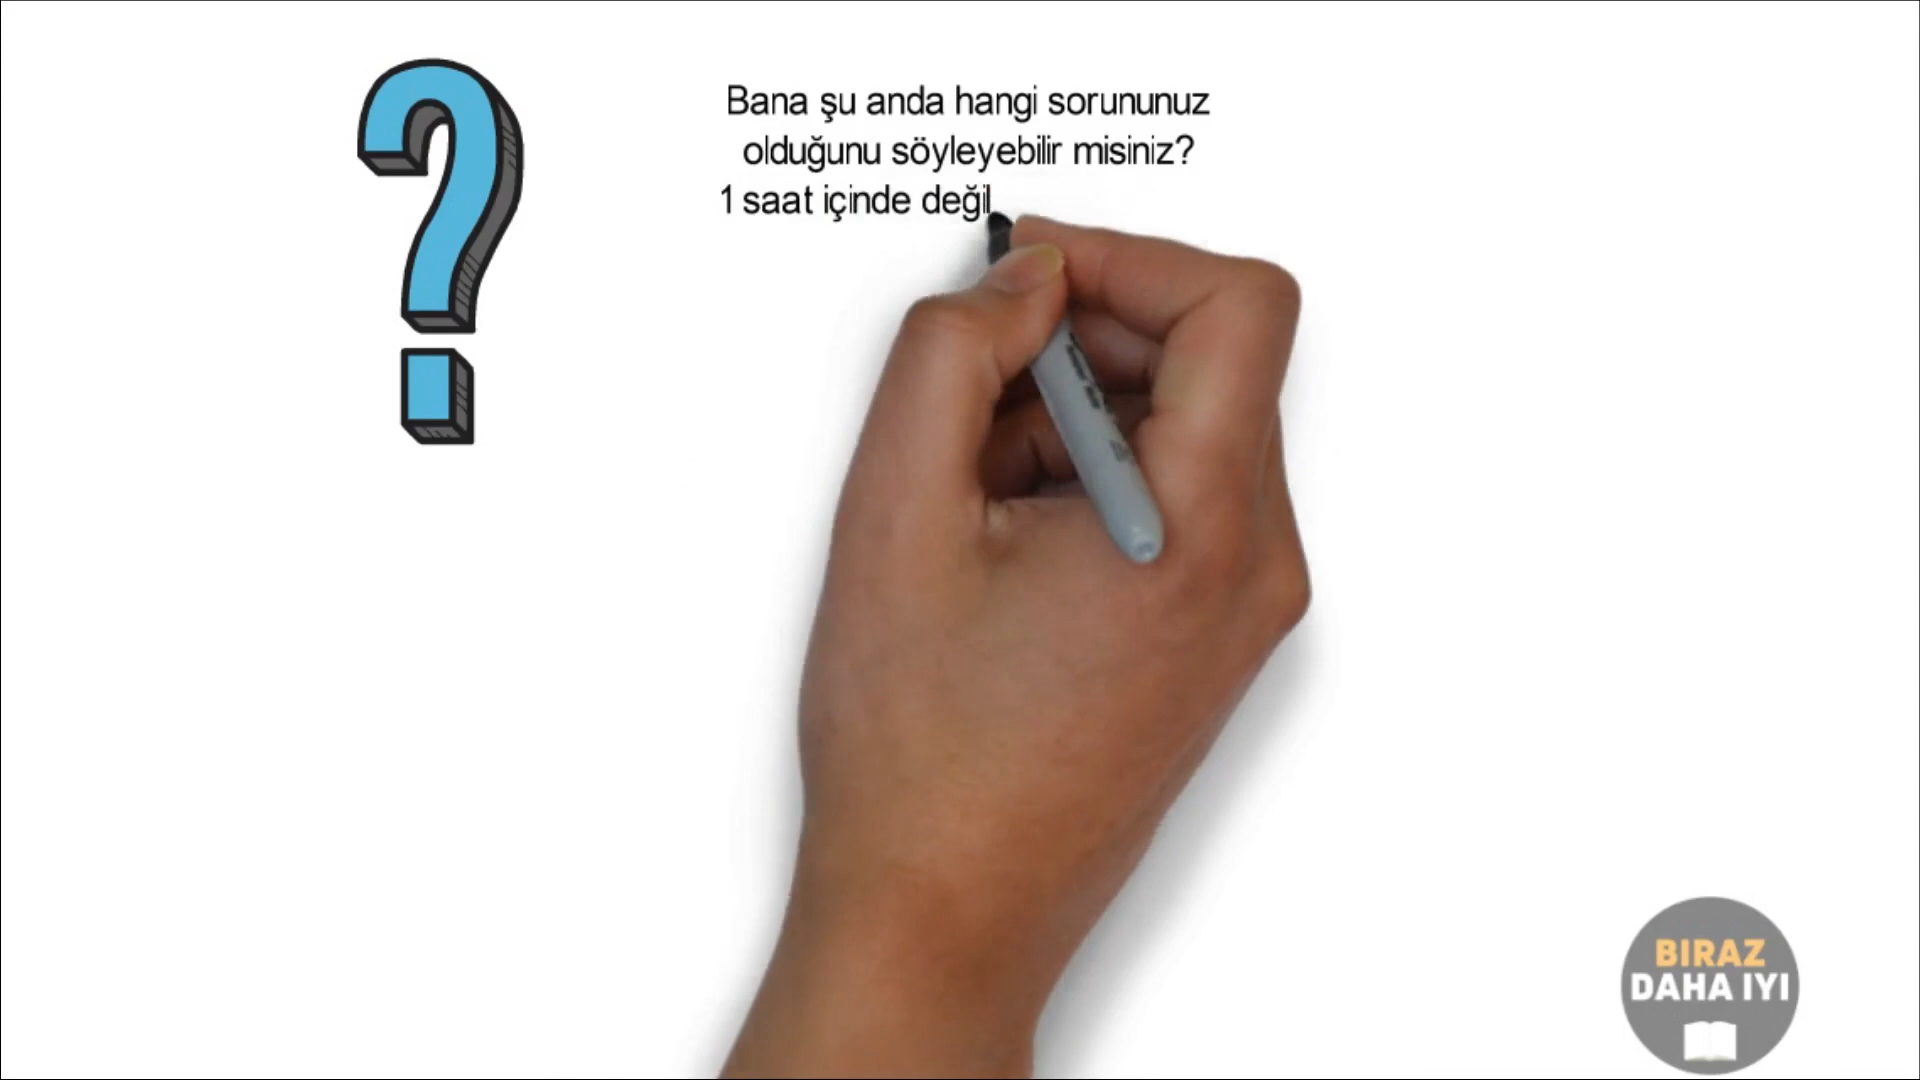 Bana şu anda hangi sorununuz
olduğunu söyleyebilir misiniz?
1 saat içinde değil
BIRAZ
DAHA IYI